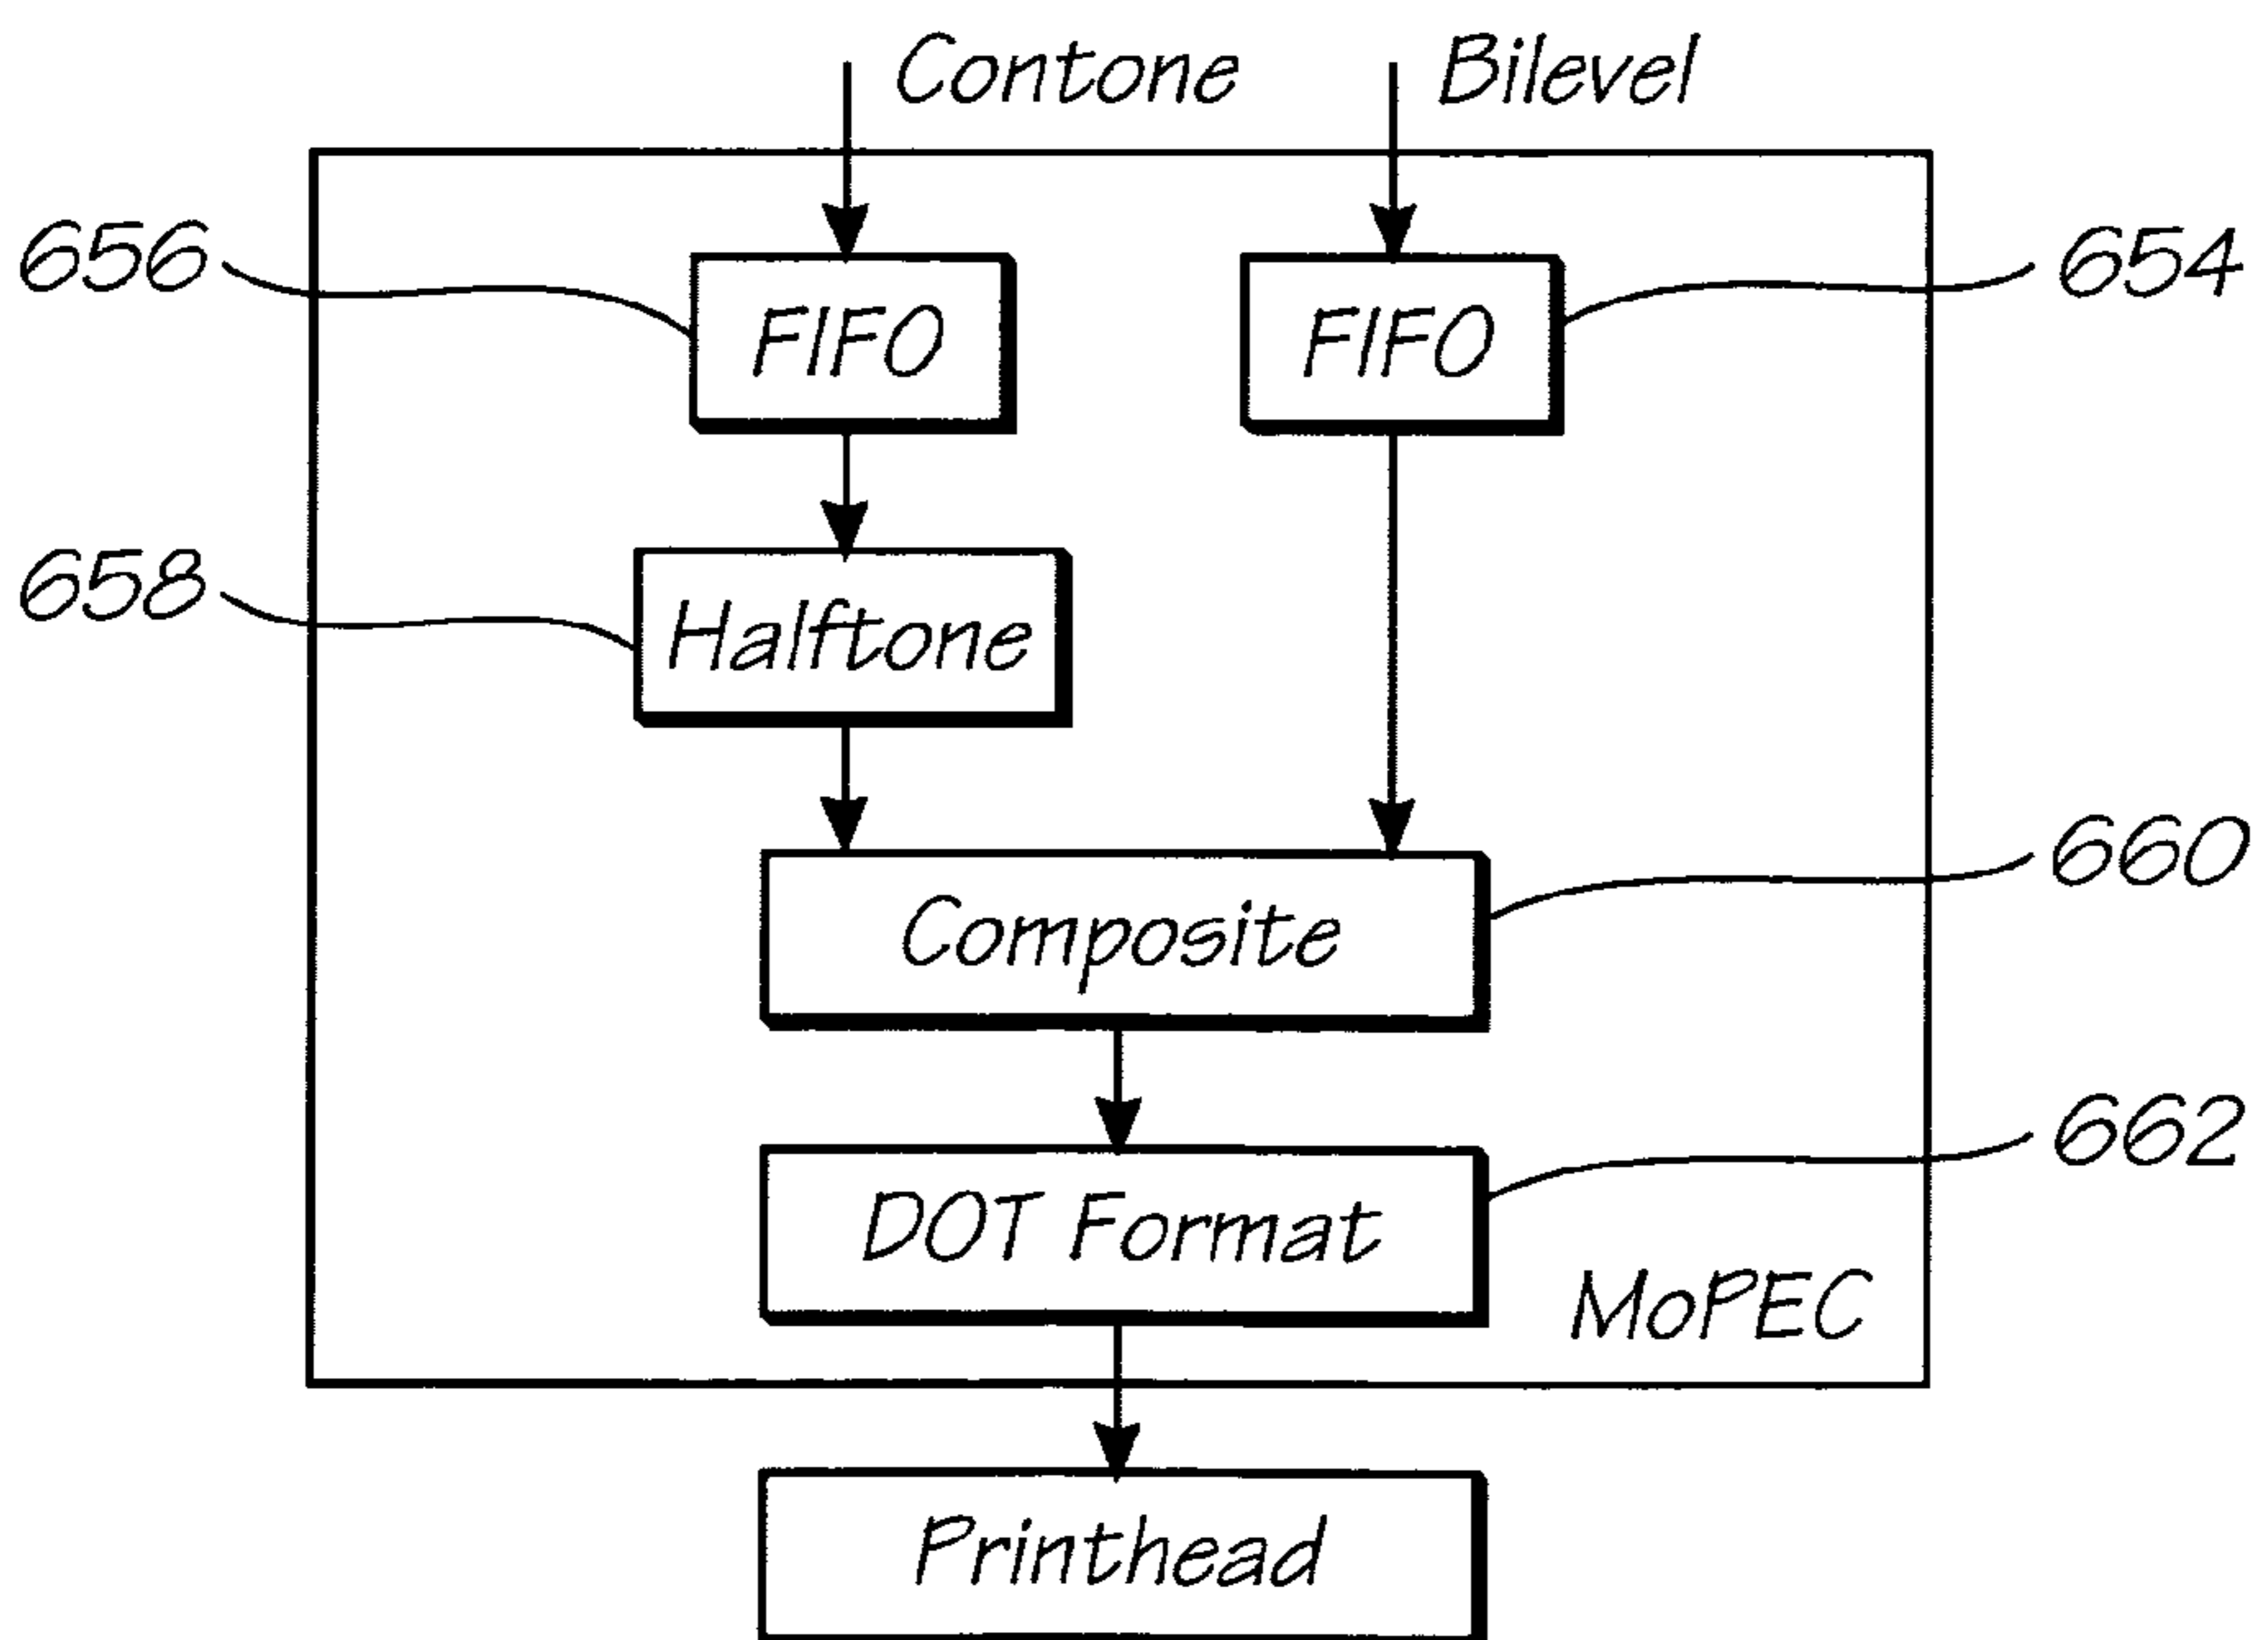 Contone
Bilevel
656
FIFO
FIFO
654
658
Halftone
Composite
660
DOT Format
662
MoPEC
Printhead